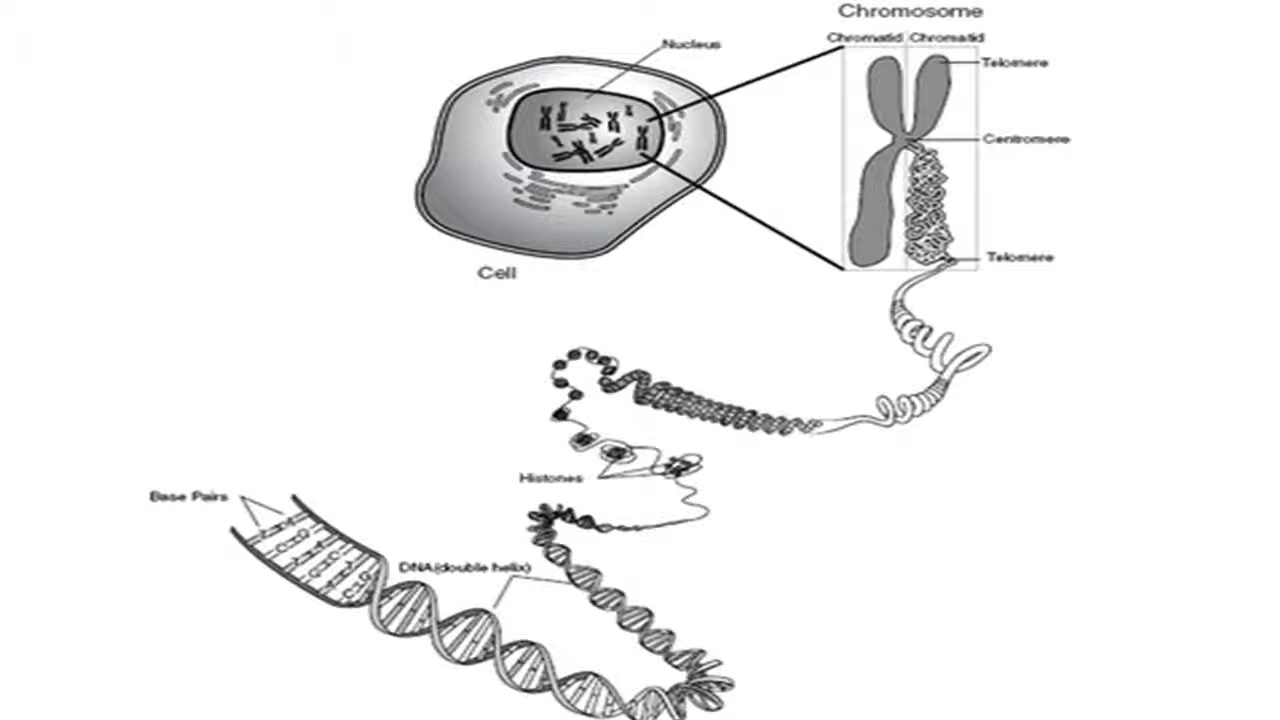 Chromosome
Chromatid Chromatid
Nucleus
Telomere
Centromere
Telomere
Cell
Histones
Base Pairs
DNA(double helix)